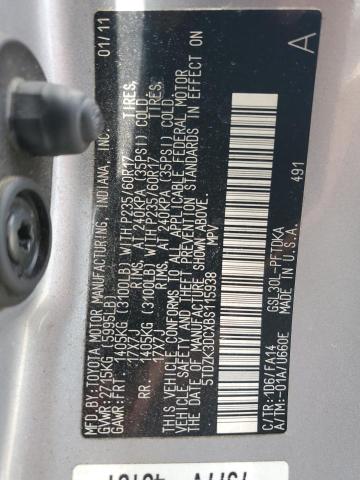 MFD.BY:TOYOTA MOTOR MANUFACTURING, INDIANA, INC. 01/11
GVWR:2715KG (5995LB)
GAWR:FRT. 1405KG (3100LB) WITH P235/60R17 TIRES,
17X7J RIMS, AT 240KPA (35PSI) COLD
RR. 1405KG (3100LB) WITH P235/60R17 TIRES,
17X7J RIMS, AT 240KPA (35PSI) COLD
THIS VEHICLE CONFORMS TO ALL APPLICABLE FEDERAL MOTOR
VEHICLE SAFETY, BUMPER, AND THEFT PREVENTION STANDARDS IN EFFECT ON
THE DATE OF MANUFACTURE SHOWN ABOVE.
5TDZK3DCXBS115938 MPV
491
C/TR:1D6/FA14 GSL30L-PFTDKA
A/TM:-01A/U660E MADE IN U.S.A. A